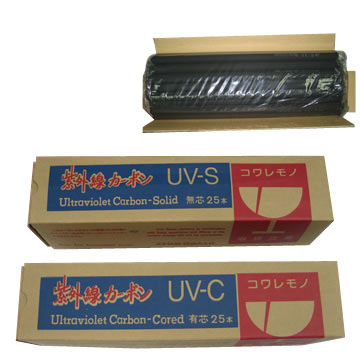 紫外線カーボン UV-S
Ultraviolet Carbon-Solid 無芯25本
コワレモノ
紫外線カーボン UV-C
Ultraviolet Carbon-Cored 有芯25本
コワレモノ